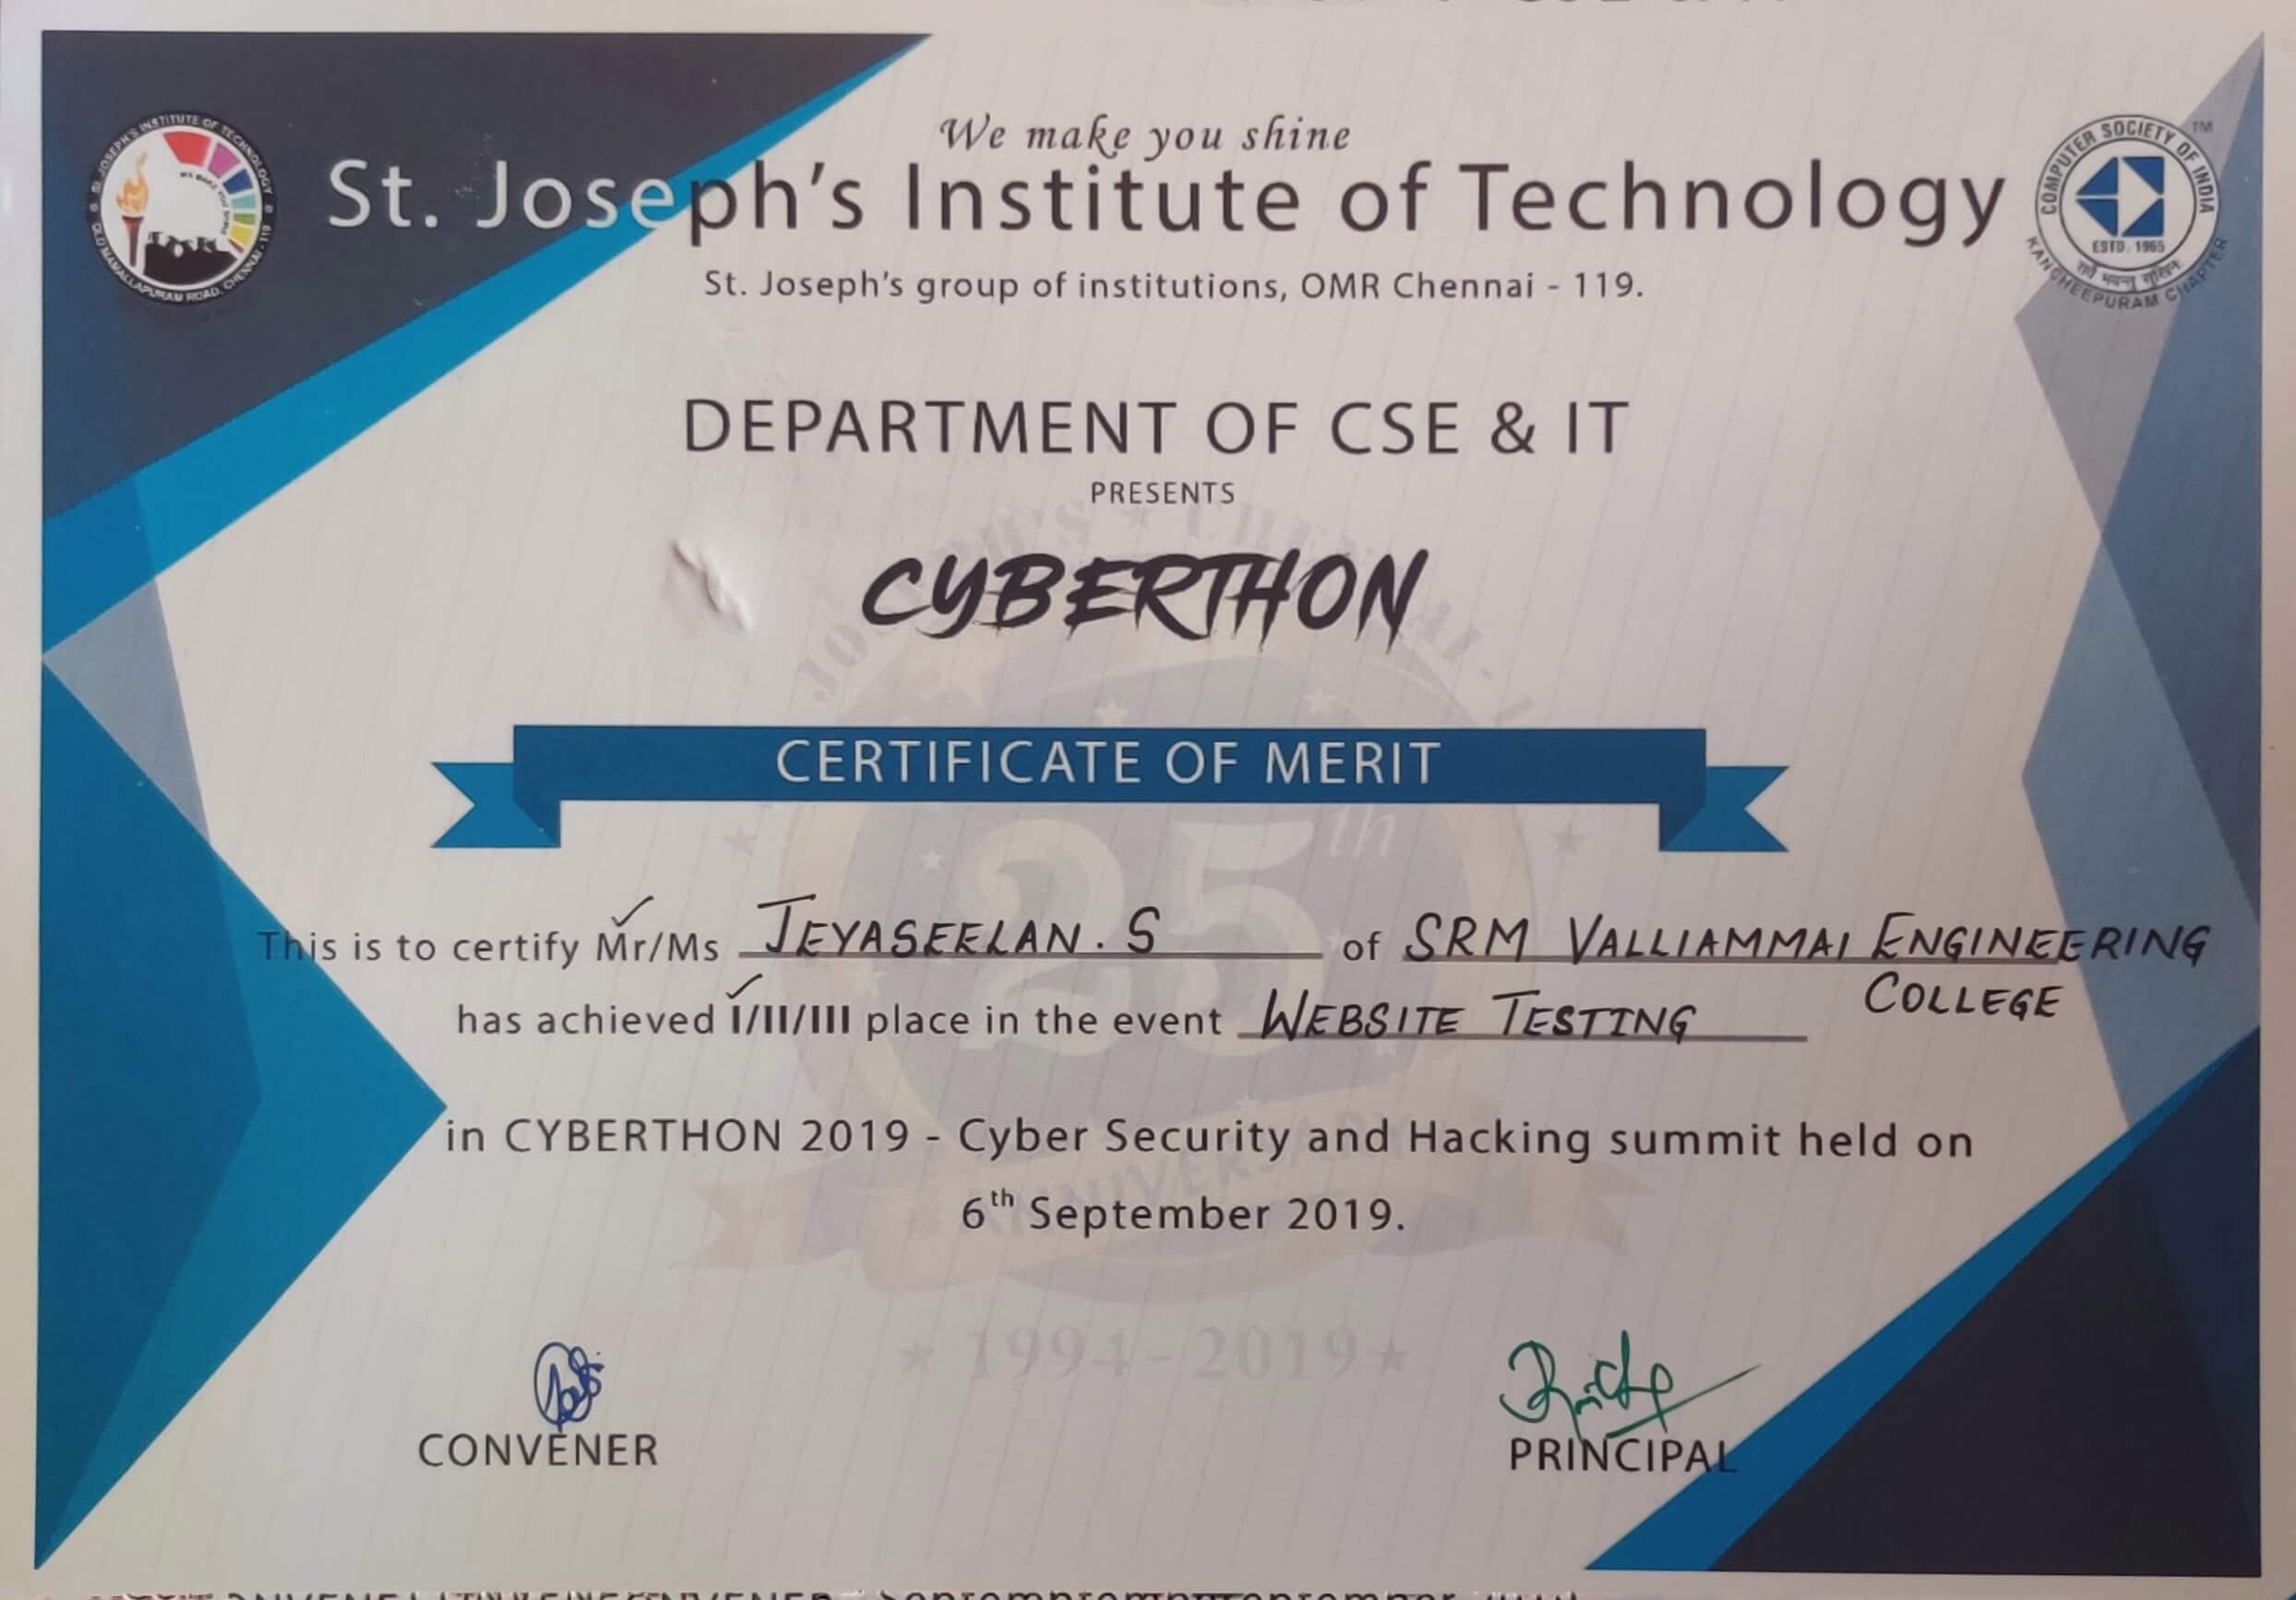 We make you shine
St. Joseph's Institute of Technology
St. Joseph's group of institutions, OMR Chennai - 119.
ST. JOSEPH'S INSTITUTE OF TECHNOLOGY
OLD MAMALLAPURAM ROAD, CHENNAI - 119
COMPUTER SOCIETY OF INDIA
TM
ESTD. 1965
KANCHEEPURAM CHAPTER
DEPARTMENT OF CSE & IT
PRESENTS
CYBERTHON
CERTIFICATE OF MERIT
25th
This is to certify Mr/Ms JEYASEELAN. S of SRM VALLIAMMAI ENGINEERING
COLLEGE
has achieved I/II/III place in the event WEBSITE TESTING
in CYBERTHON 2019 - Cyber Security and Hacking summit held on
6th September 2019.
ANNIVERSARY
1994-2019
CONVENER
PRINCIPAL